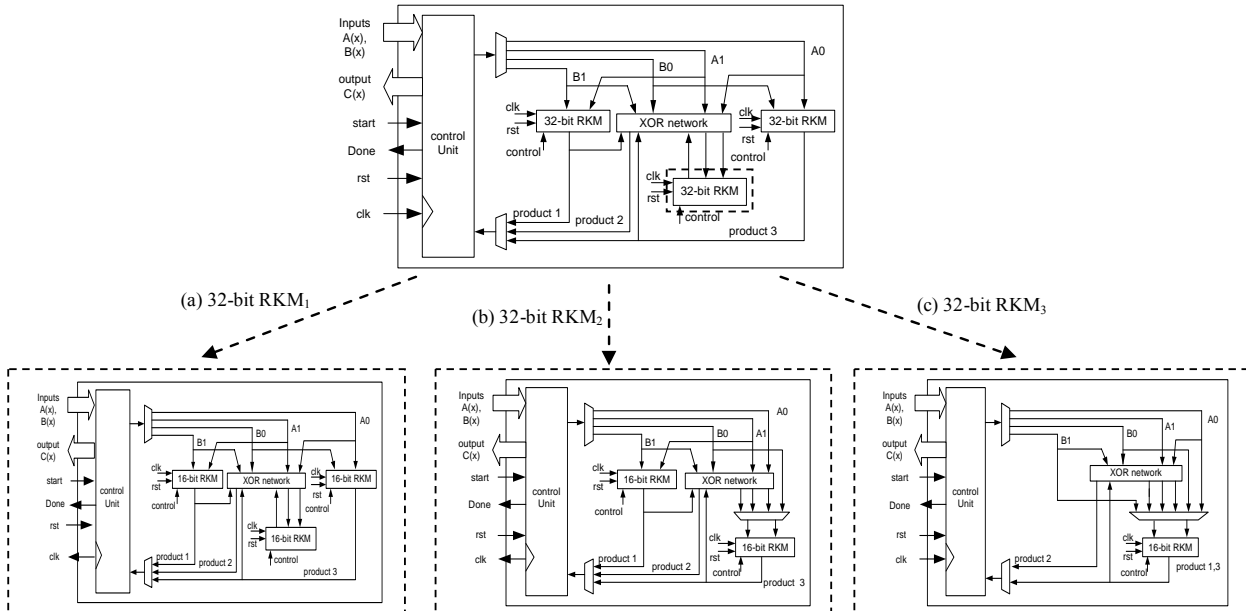 Inputs
A(x),
B(x)
output
C(x)
start
Done
rst
clk
control
Unit
A0
A1
B0
B1
clk
rst
32-bit RKM
control
XOR network
clk
rst
32-bit RKM
control
clk
rst
32-bit RKM
control
product 1
product 2
product 3
(a) 32-bit RKM1
(b) 32-bit RKM2
(c) 32-bit RKM3
Inputs
A(x),
B(x)
output
C(x)
start
Done
rst
clk
control
Unit
A0
A1
B0
B1
clk
rst
16-bit RKM
control
XOR network
clk
rst
16-bit RKM
control
clk
rst
16-bit RKM
control
product 1
product 2
product 3
Inputs
A(x),
B(x)
output
C(x)
start
Done
rst
clk
control
Unit
A0
A1
B0
B1
clk
rst
16-bit RKM
control
XOR network
clk
rst
16-bit RKM
control
product 1
product 2
product 3
Inputs
A(x),
B(x)
output
C(x)
start
Done
rst
clk
control
Unit
A0
A1
B0
B1
XOR network
clk
rst
16-bit RKM
control
product 2
product 1,3